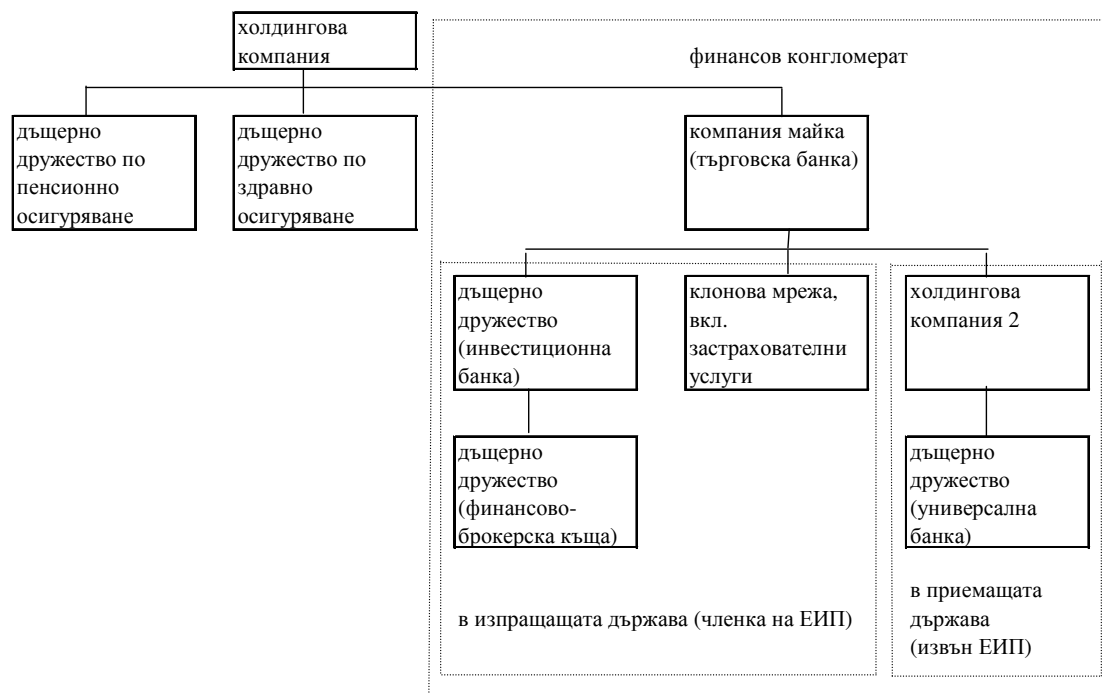 холдингова
компания
финансов конгломерат
дъщерно
дружество по
пенсионно
осигуряване
дъщерно
дружество по
здравно
осигуряване
компания майка
(търговска банка)
дъщерно
дружество
(инвестиционна
банка)
клонова мрежа,
вкл.
застрахователни
услуги
холдингова
компания 2
дъщерно
дружество
(финансово-
брокерска къща)
дъщерно
дружество
(универсална
банка)
в изпращащата държава (членка на ЕИП)
в приемащата
държава
(извън ЕИП)